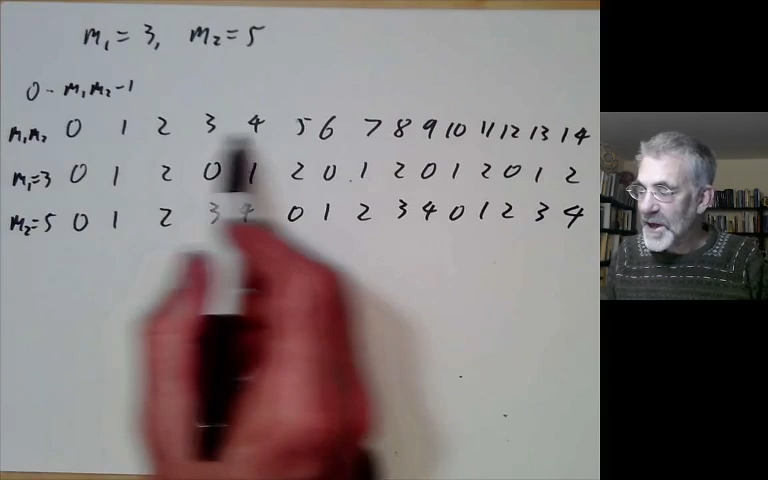 m₁ = 3, m₂ = 5
0 - m₁m₂-1
m₁m₂ 0 1 2 3 4 5 6 7 8 9 10 11 12 13 14
m₁=3 0 1 2 0 1 2 0 1 2 0 1 2 0 1 2
m₂=5 0 1 2 3 4 0 1 2 3 4 0 1 2 3 4